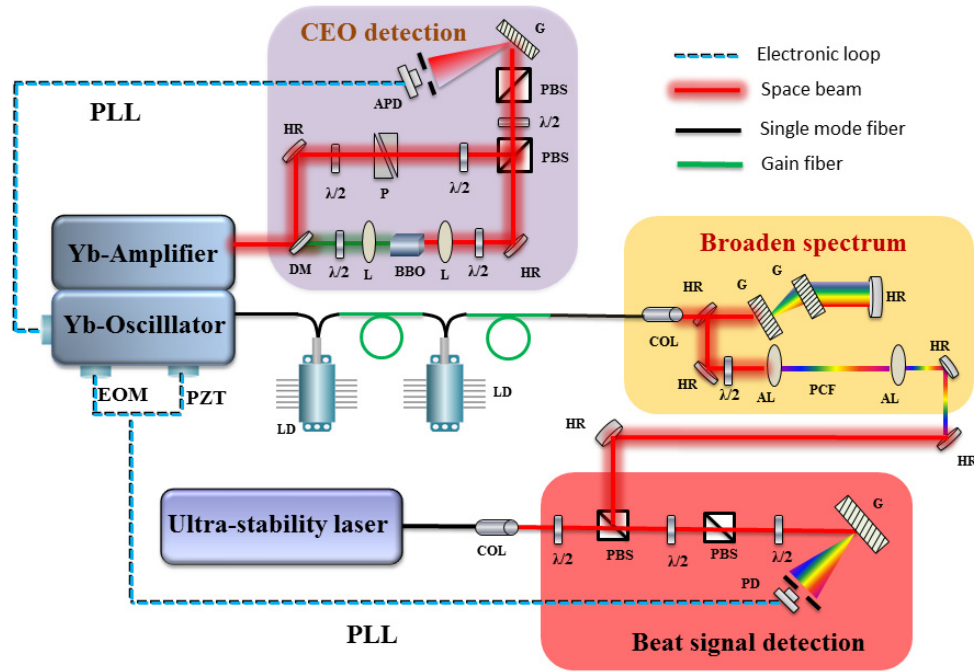 CEO detection
G
Electronic loop
APD
PBS
Space beam
PLL
λ/2
HR
Single mode fiber
PBS
λ/2
P
λ/2
Gain fiber
Yb-Amplifier
Broaden spectrum
DM
λ/2
L
BBO
L
λ/2
HR
G
G
HR
HR
Yb-Oscilllator
COL
HR
HR
λ/2
AL
PCF
AL
EOM
PZT
LD
LD
HR
HR
Ultra-stability laser
G
COL
λ/2
PBS
λ/2
PBS
λ/2
PD
PLL
Beat signal detection